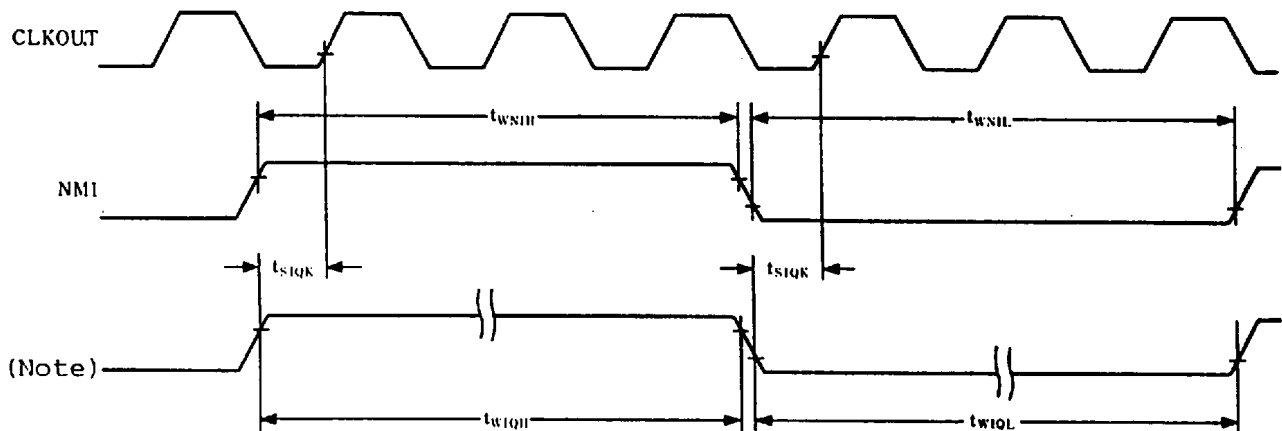 CLKOUT
tWNIH
tWNIL
NMI
tSIQK
tSIQK
(Note)
tWIQH
tWIQL